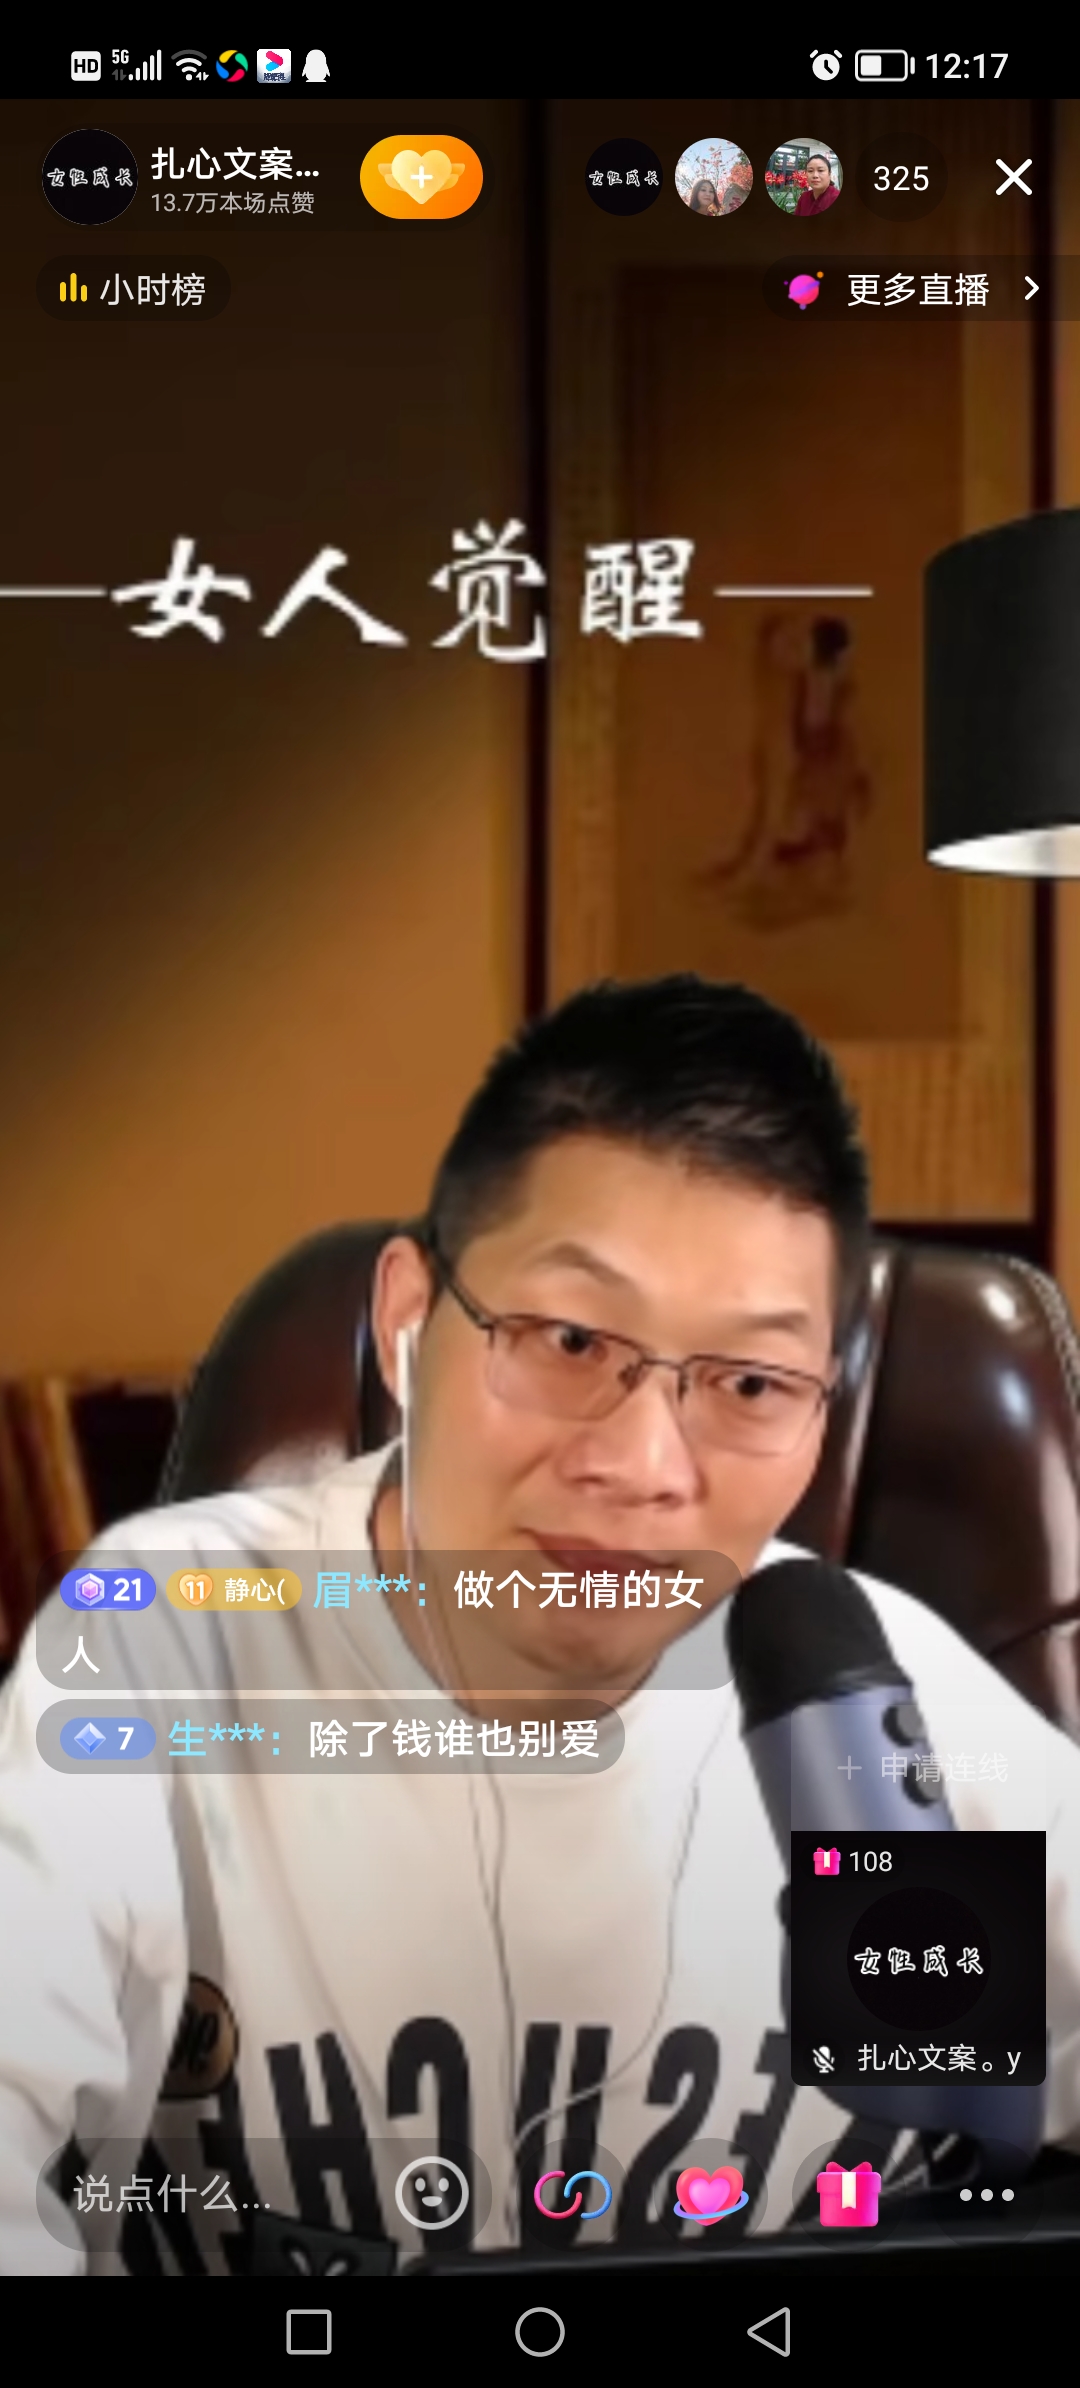 HD 5G 12:17
女性成长 扎心文案...
13.7万本场点赞
女性成长
325
小时榜
更多直播
女人觉醒
21 11 静心( 眉***：做个无情的女
人
7 生***：除了钱谁也别爱
+ 申请连线
108
女性成长
扎心文案。y
说点什么...